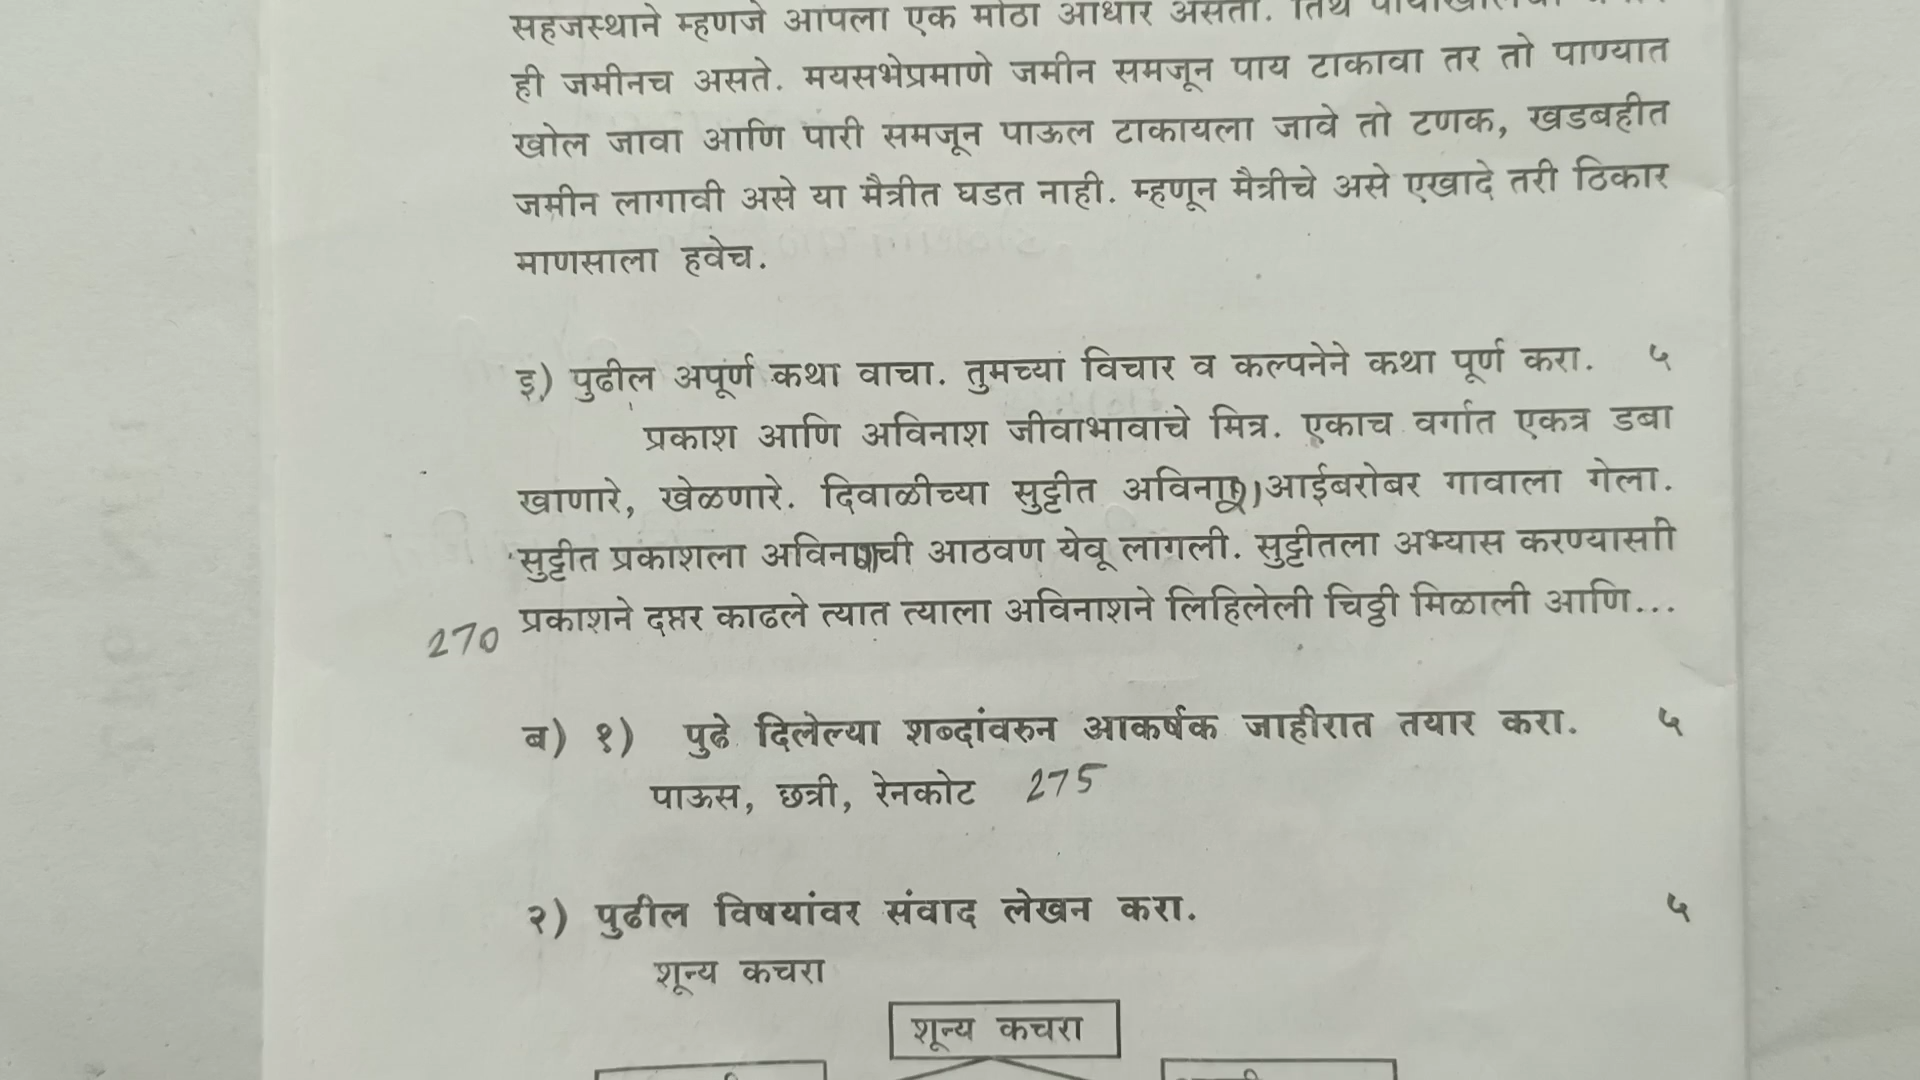 सहजस्थाने म्हणजे आपला एक मोठा आधार असतो. तिथे
ही जमीनच असते. मयसभेप्रमाणे जमीन समजून पाय टाकावा तर तो पाण्यात
खोल जावा आणि पारी समजून पाऊल टाकायला जावे तो टणक, खडबहीत
जमीन लागावी असे या मैत्रीत घडत नाही. म्हणून मैत्रीचे असे एखादे तरी ठिकार
माणसाला हवेच.
इ) पुढील अपूर्ण कथा वाचा. तुमच्या विचार व कल्पनेने कथा पूर्ण करा. ५
प्रकाश आणि अविनाश जीवाभावाचे मित्र. एकाच वर्गात एकत्र डबा
खाणारे, खेळणारे. दिवाळीच्या सुट्टीत अविनाश आईबरोबर गावाला गेला.
सुट्टीत प्रकाशला अविनाशची आठवण येवू लागली. सुट्टीतला अभ्यास करण्यासाी
270 प्रकाशने दप्तर काढले त्यात त्याला अविनाशने लिहिलेली चिठ्ठी मिळाली आणि...
ब) १) पुढे दिलेल्या शब्दांवरुन आकर्षक जाहीरात तयार करा. ५
पाऊस, छत्री, रेनकोट 275
२) पुढील विषयांवर संवाद लेखन करा. ५
शून्य कचरा
शून्य कचरा